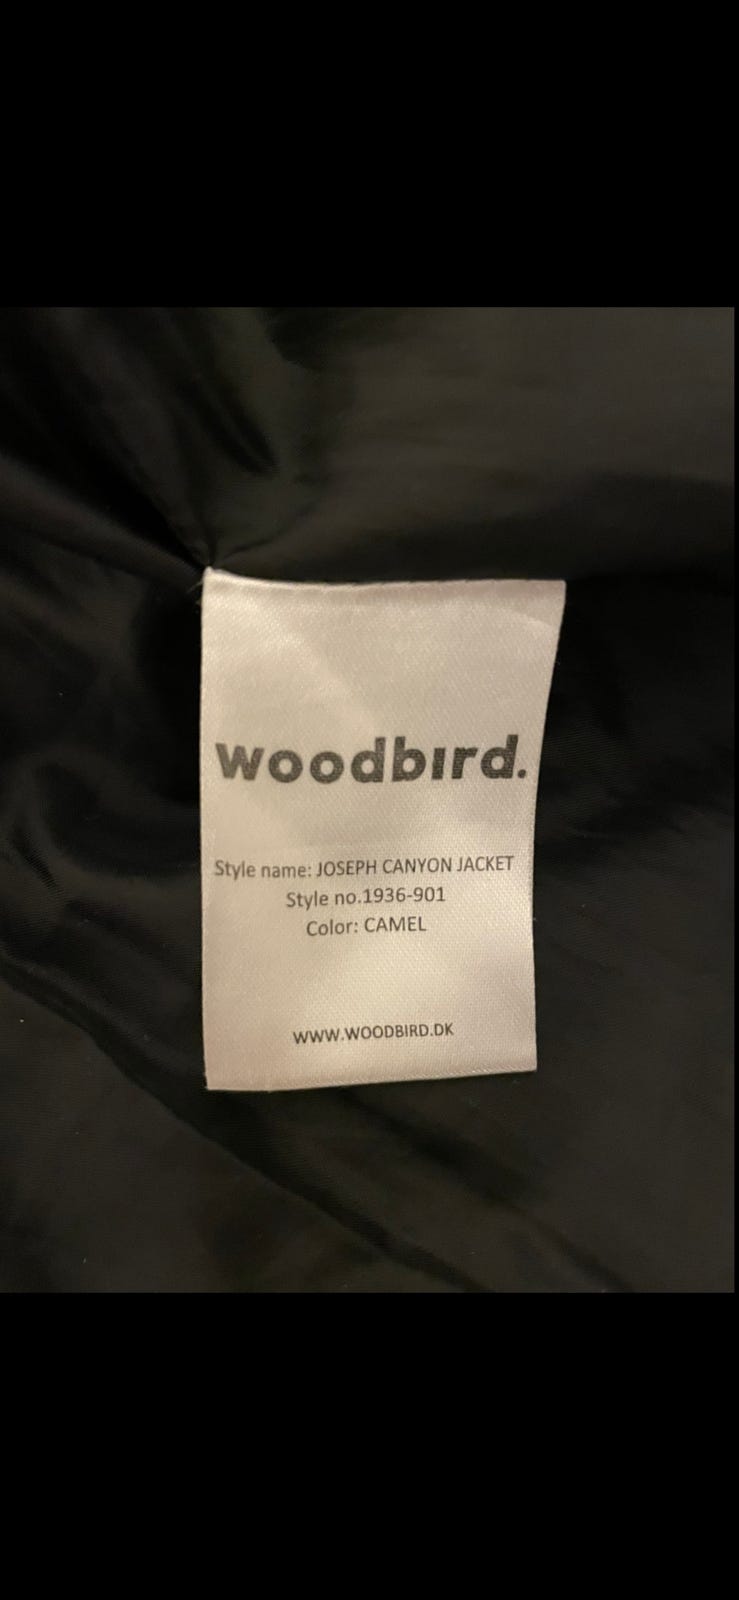 woodbird.
Style name: JOSEPH CANYON JACKET
Style no.1936-901
Color: CAMEL
WWW.WOODBIRD.DK